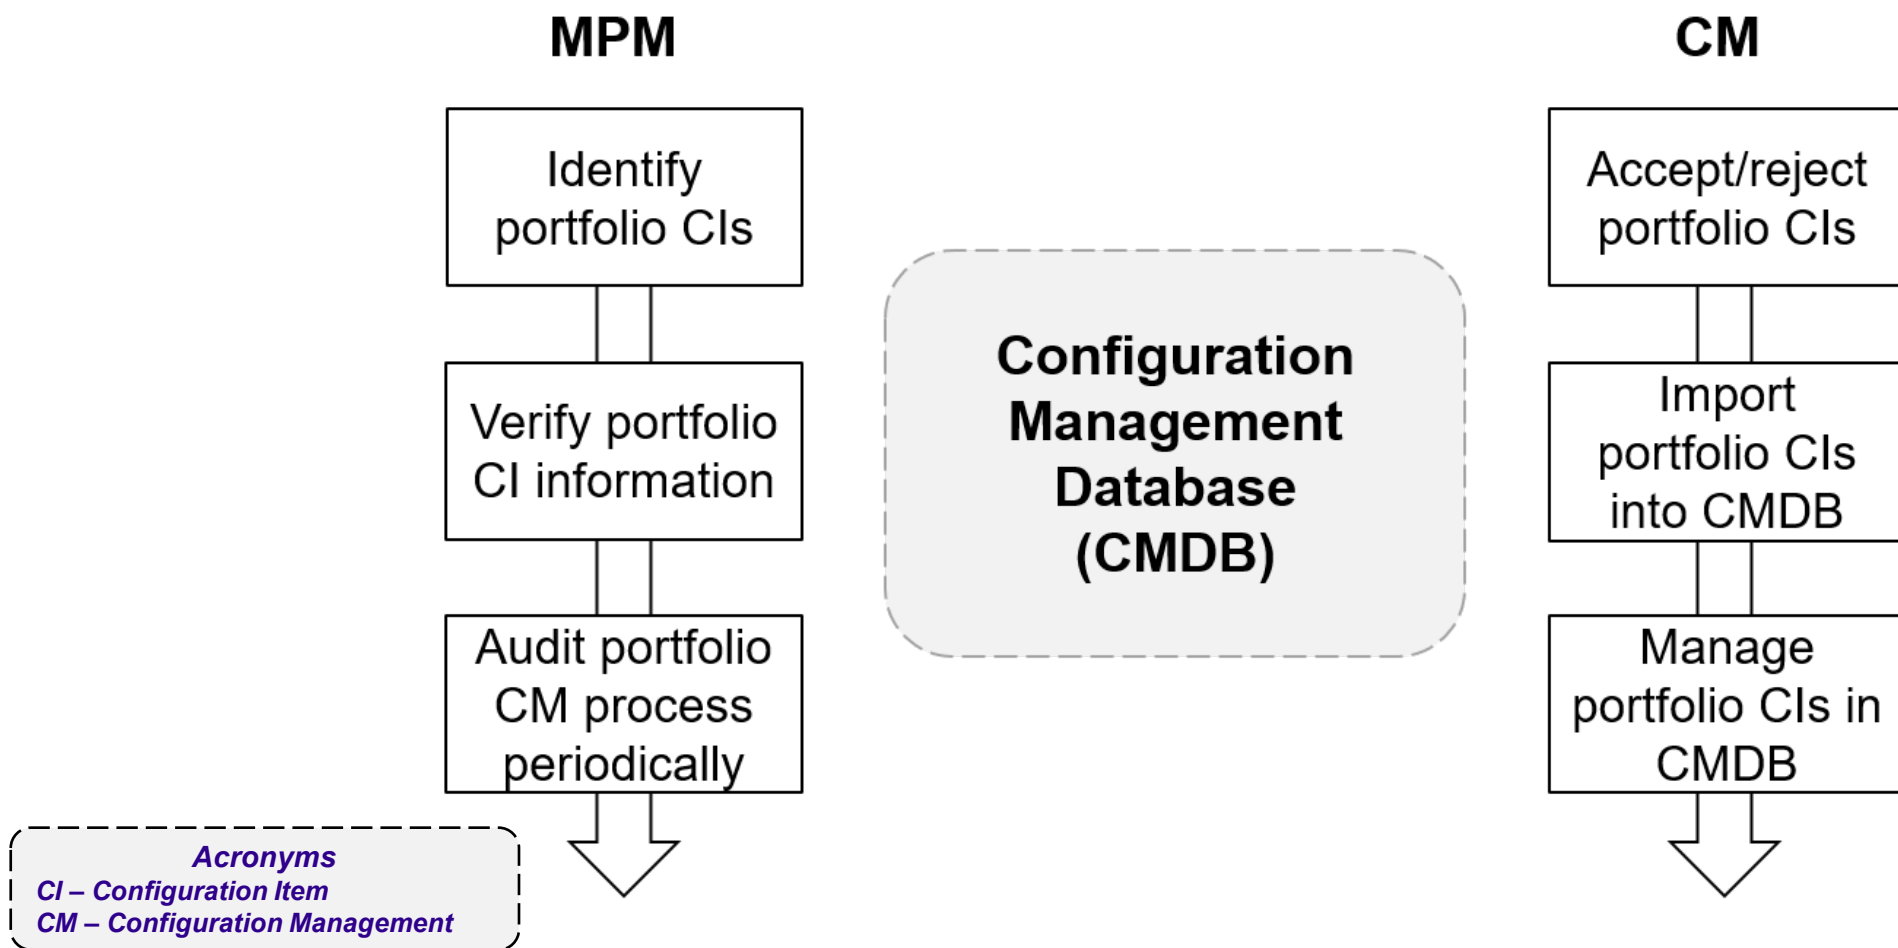 MPM
Identify
portfolio CIs
Verify portfolio
CI information
Audit portfolio
CM process
periodically
Configuration
Management
Database
(CMDB)
CM
Accept/reject
portfolio CIs
Import
portfolio CIs
into CMDB
Manage
portfolio CIs in
CMDB
Acronyms
CI – Configuration Item
CM – Configuration Management